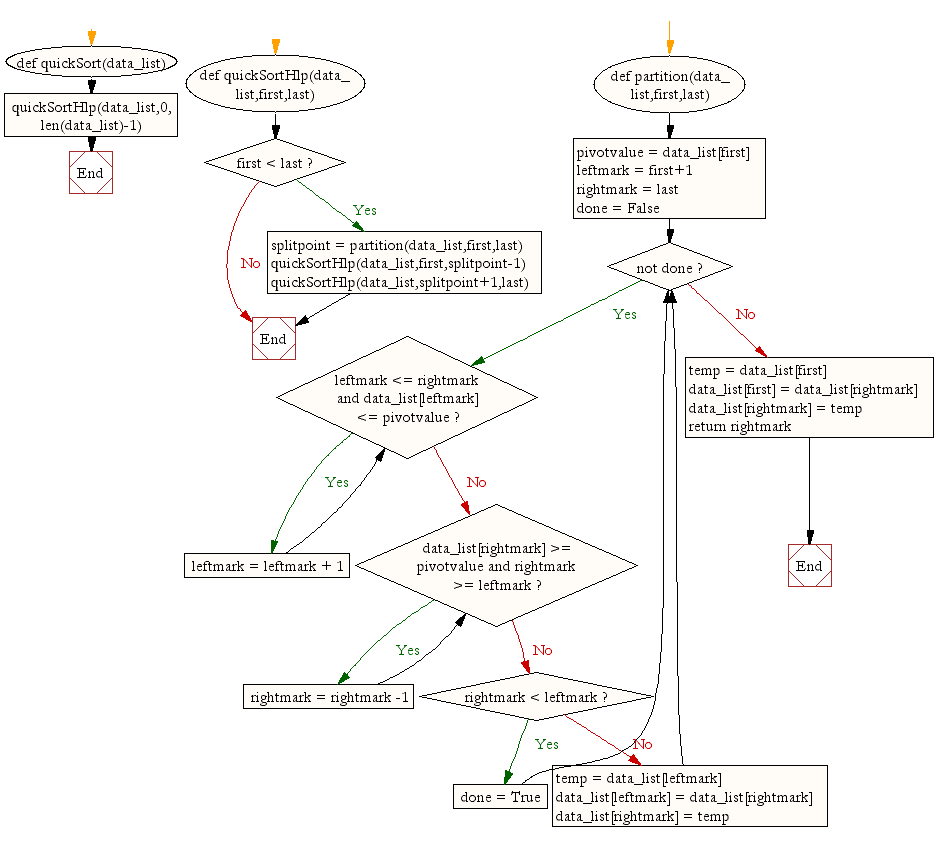 def quickSort(data_list)
quickSortHlp(data_list,0,
len(data_list)-1)
End
def quickSortHlp(data_
list,first,last)
first < last ?
Yes
No
splitpoint = partition(data_list,first,last)
quickSortHlp(data_list,first,splitpoint-1)
quickSortHlp(data_list,splitpoint+1,last)
End
def partition(data_
list,first,last)
pivotvalue = data_list[first]
leftmark = first+1
rightmark = last
done = False
not done ?
Yes
No
temp = data_list[first]
data_list[first] = data_list[rightmark]
data_list[rightmark] = temp
return rightmark
End
leftmark <= rightmark
and data_list[leftmark]
<= pivotvalue ?
Yes
No
leftmark = leftmark + 1
data_list[rightmark] >=
pivotvalue and rightmark
>= leftmark ?
Yes
No
rightmark = rightmark -1
rightmark < leftmark ?
Yes
No
done = True
temp = data_list[leftmark]
data_list[leftmark] = data_list[rightmark]
data_list[rightmark] = temp